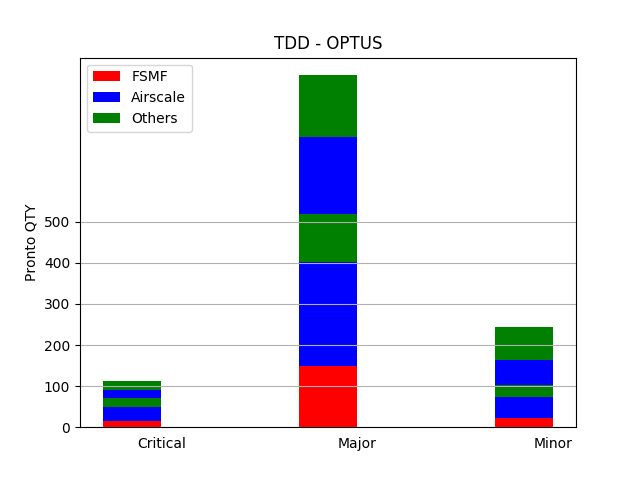 TDD - OPTUS
FSMF
Airscale
Others
Pronto QTY
500
400
300
200
100
0
Critical
Major
Minor